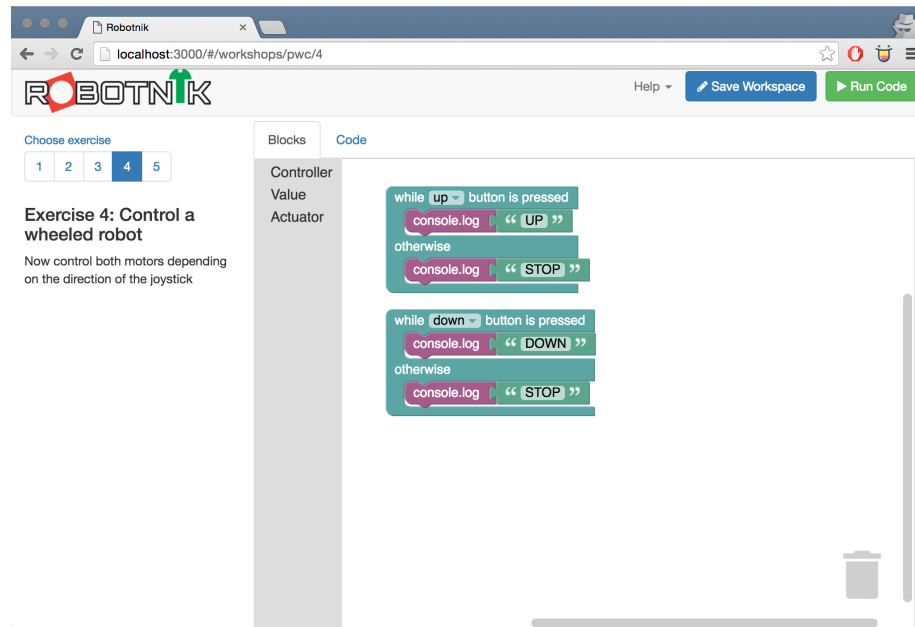 Robotnik
localhost:3000/#/workshops/pwc/4
ROBOTNIK
Help
Save Workspace
Run Code
Choose exercise
1 2 3 4 5
Exercise 4: Control a
wheeled robot
Now control both motors depending
on the direction of the joystick
Blocks Code
Controller
Value
Actuator
while up button is pressed
console.log “ UP ”
otherwise
console.log “ STOP ”
while down button is pressed
console.log “ DOWN ”
otherwise
console.log “ STOP ”